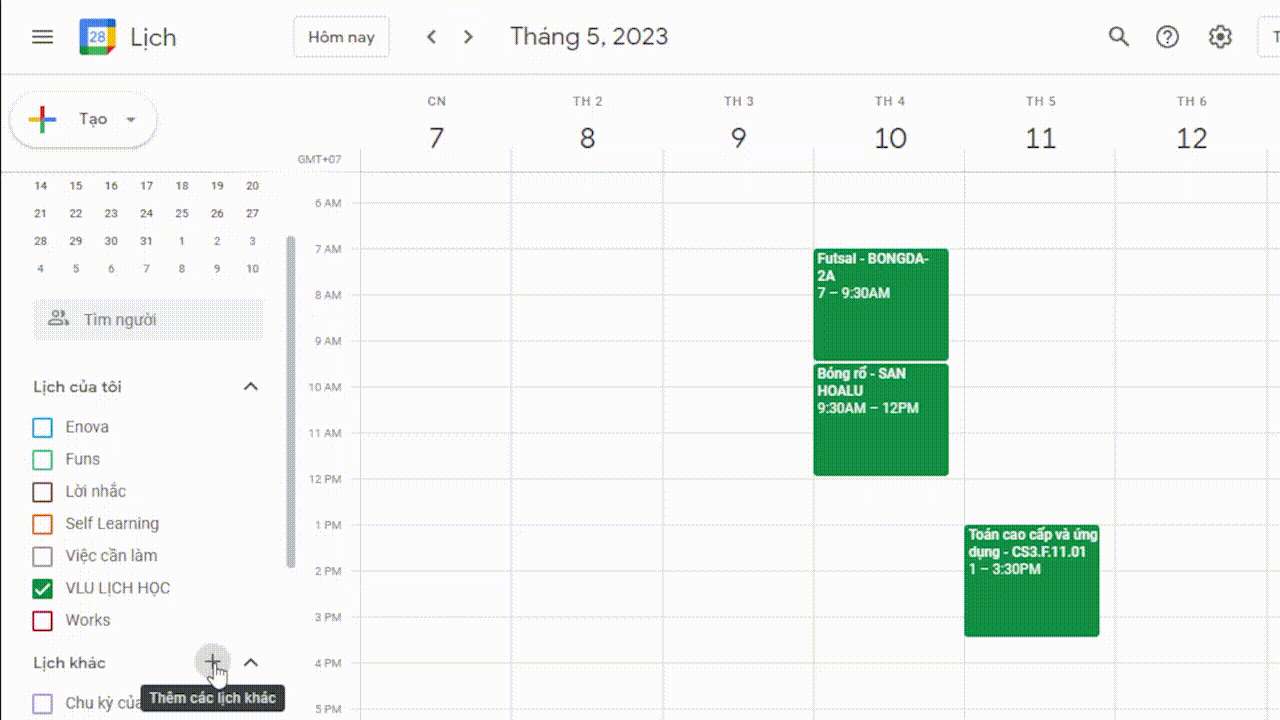 28
Lịch
Hôm nay
Tháng 5, 2023
T
Tạo
CN
TH 2
TH 3
TH 4
TH 5
TH 6
7
8
9
10
11
12
GMT+07
14 15 16 17 18 19 20
21 22 23 24 25 26 27
28 29 30 31 1 2 3
4 5 6 7 8 9 10
Tìm người
Lịch của tôi
Enova
Funs
Lời nhắc
Self Learning
Việc cần làm
VLU LỊCH HỌC
Works
Lịch khác
Thêm các lịch khác
Chu kỳ của
6 AM
7 AM
8 AM
9 AM
10 AM
11 AM
12 PM
1 PM
2 PM
3 PM
4 PM
5 PM
Futsal - BONGDA-
2A
7 – 9:30AM
Bóng rổ - SAN
HOALU
9:30AM – 12PM
Toán cao cấp và ứng
dụng - CS3.F.11.01
1 – 3:30PM